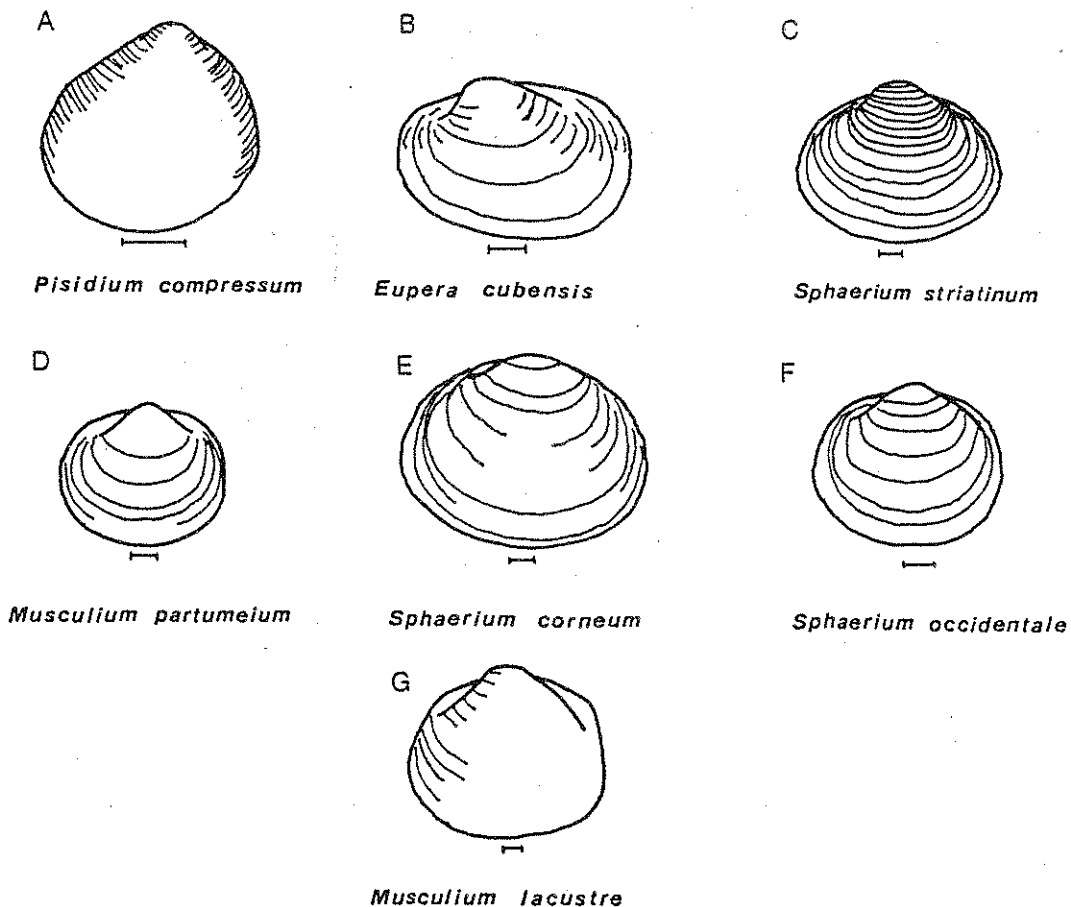 A
B
C
Pisidium compressum
Eupera cubensis
Sphaerium striatinum
D
E
F
Musculium partumeium
Sphaerium corneum
Sphaerium occidentale
G
Musculium lacustre